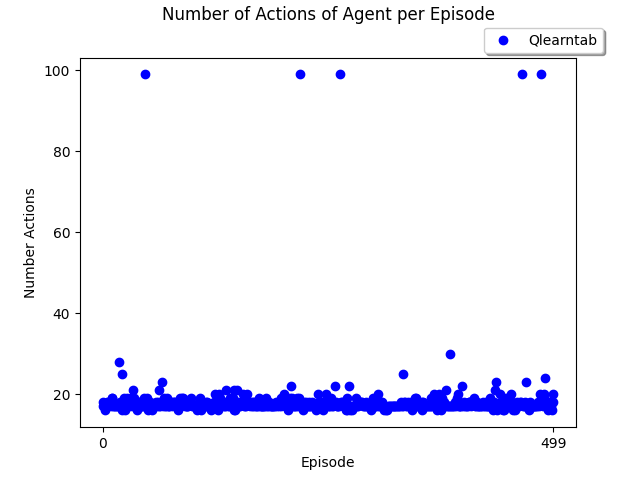 Number of Actions of Agent per Episode
Qlearntab
100
80
60
40
20
Number Actions
0
499
Episode